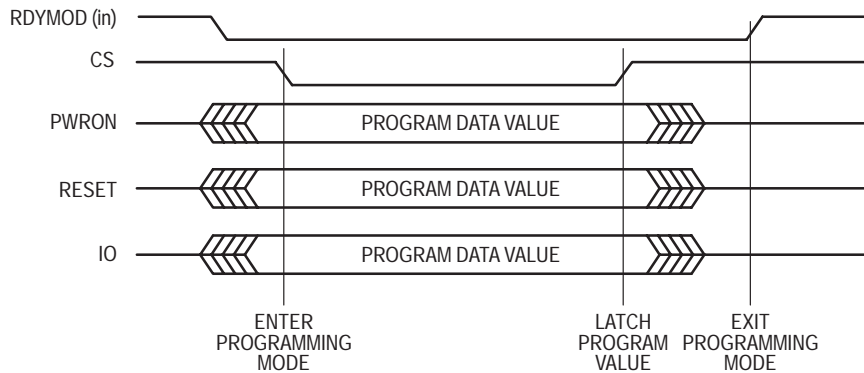 RDYMOD (in)
CS
PWRON
PROGRAM DATA VALUE
RESET
PROGRAM DATA VALUE
IO
PROGRAM DATA VALUE
ENTER
PROGRAMMING
MODE
LATCH
PROGRAM
VALUE
EXIT
PROGRAMMING
MODE